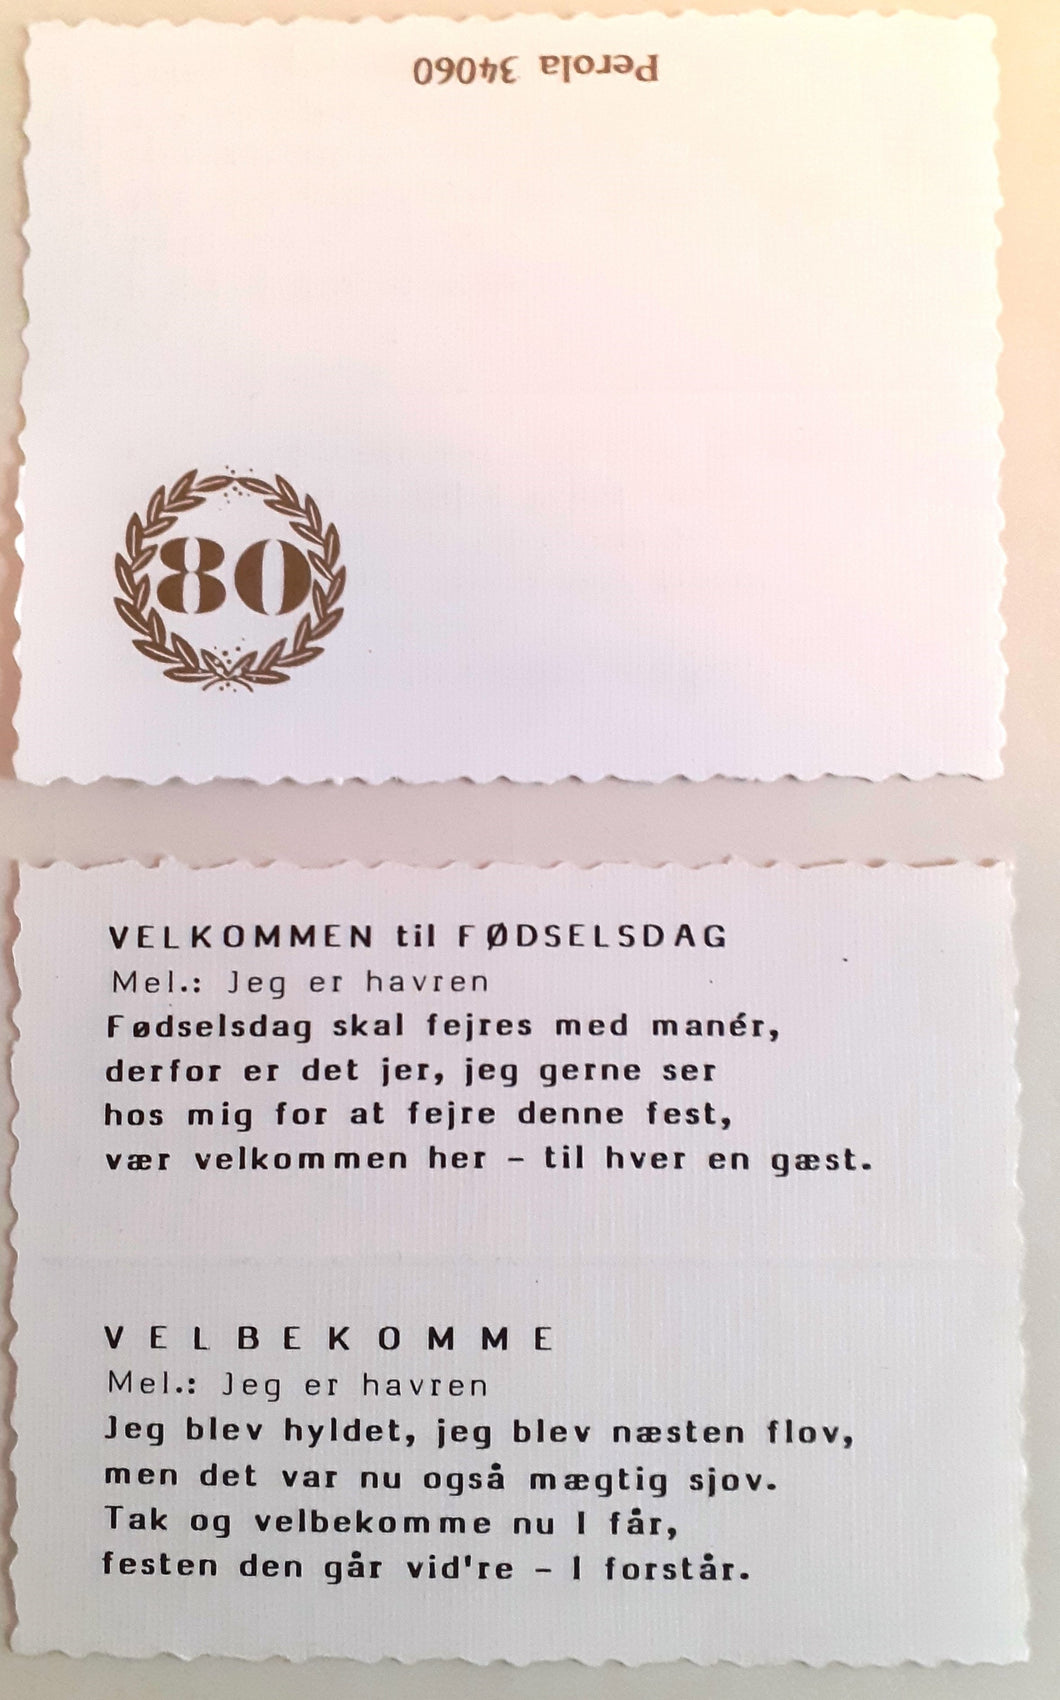 Perola 34060
80
VELKOMMEN til FØDSELSDAG
Mel.: Jeg er havren
Fødselsdag skal fejres med manér,
derfor er det jer, jeg gerne ser
hos mig for at fejre denne fest,
vær velkommen her - til hver en gæst.
VELBEKOMME
Mel.: Jeg er havren
Jeg blev hyldet, jeg blev næsten flov,
men det var nu også mægtig sjov.
Tak og velbekomme nu I får,
festen den går vid're - I forstår.